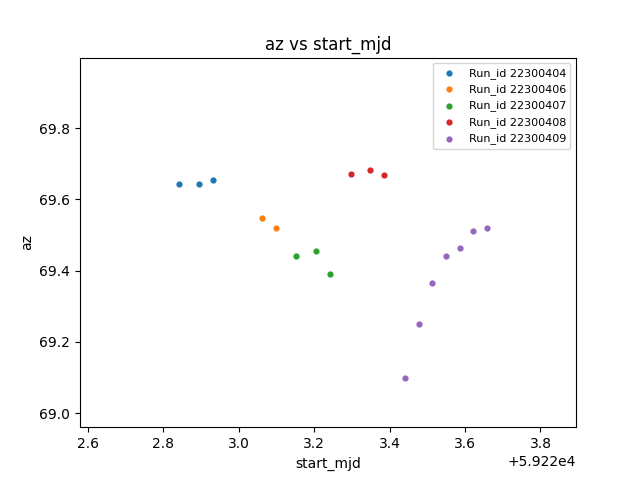 az vs start_mjd
Run_id 22300404
Run_id 22300406
Run_id 22300407
Run_id 22300408
Run_id 22300409
69.8
69.6
69.4
69.2
69.0
az
2.6 2.8 3.0 3.2 3.4 3.6 3.8
start_mjd
+5.922e4